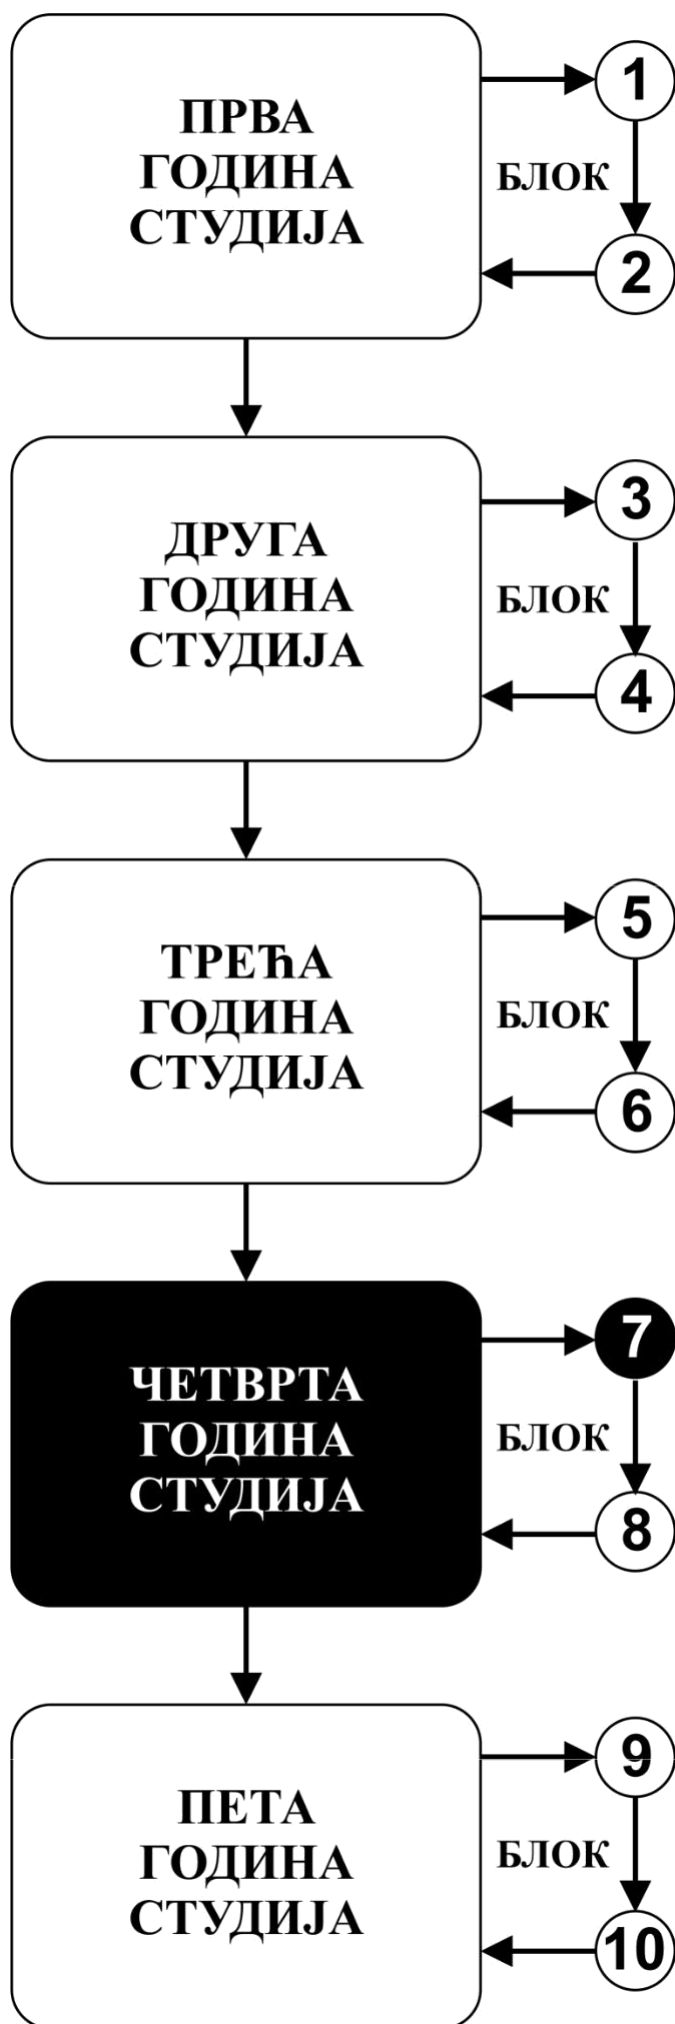 ПРВА
ГОДИНА
СТУДИЈА
1
БЛОК
2
ДРУГА
ГОДИНА
СТУДИЈА
3
БЛОК
4
ТРЕЋА
ГОДИНА
СТУДИЈА
5
БЛОК
6
ЧЕТВРТА
ГОДИНА
СТУДИЈА
7
БЛОК
8
ПЕТА
ГОДИНА
СТУДИЈА
9
БЛОК
10